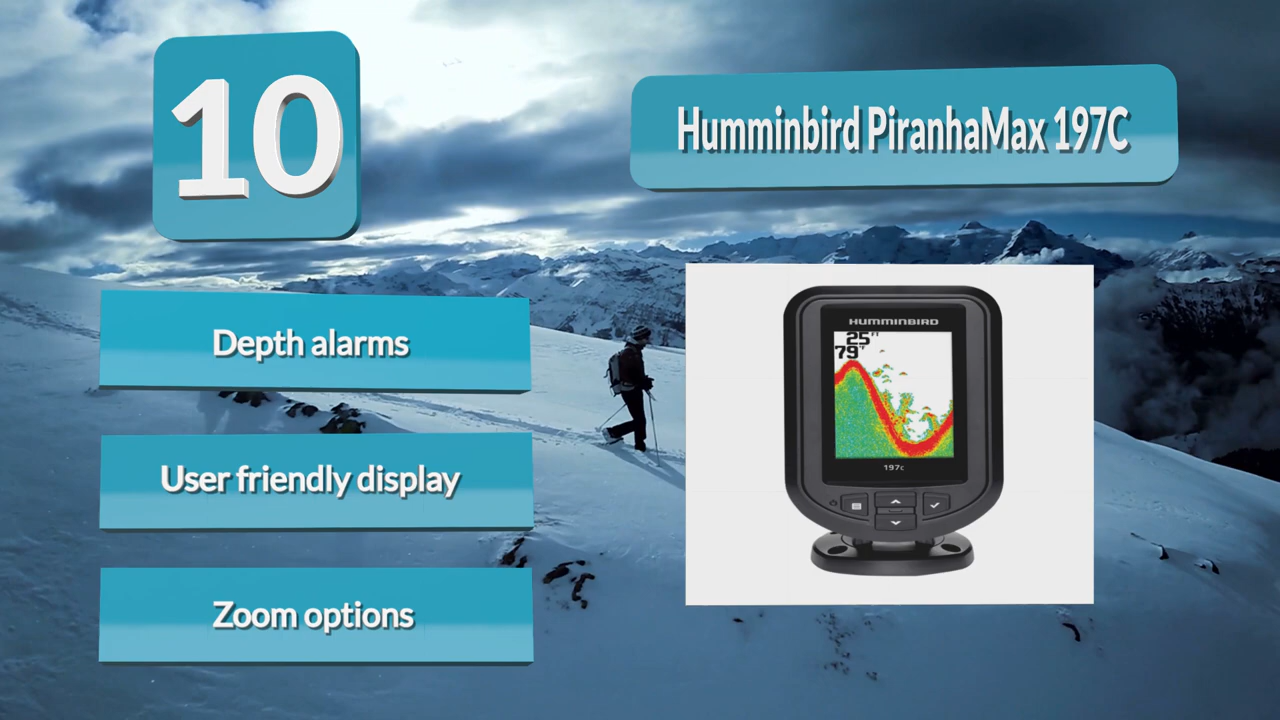 10
Humminbird PiranhaMax 197C
Depth alarms
User friendly display
Zoom options
HUMMINBIRD
25"
79°F
197c